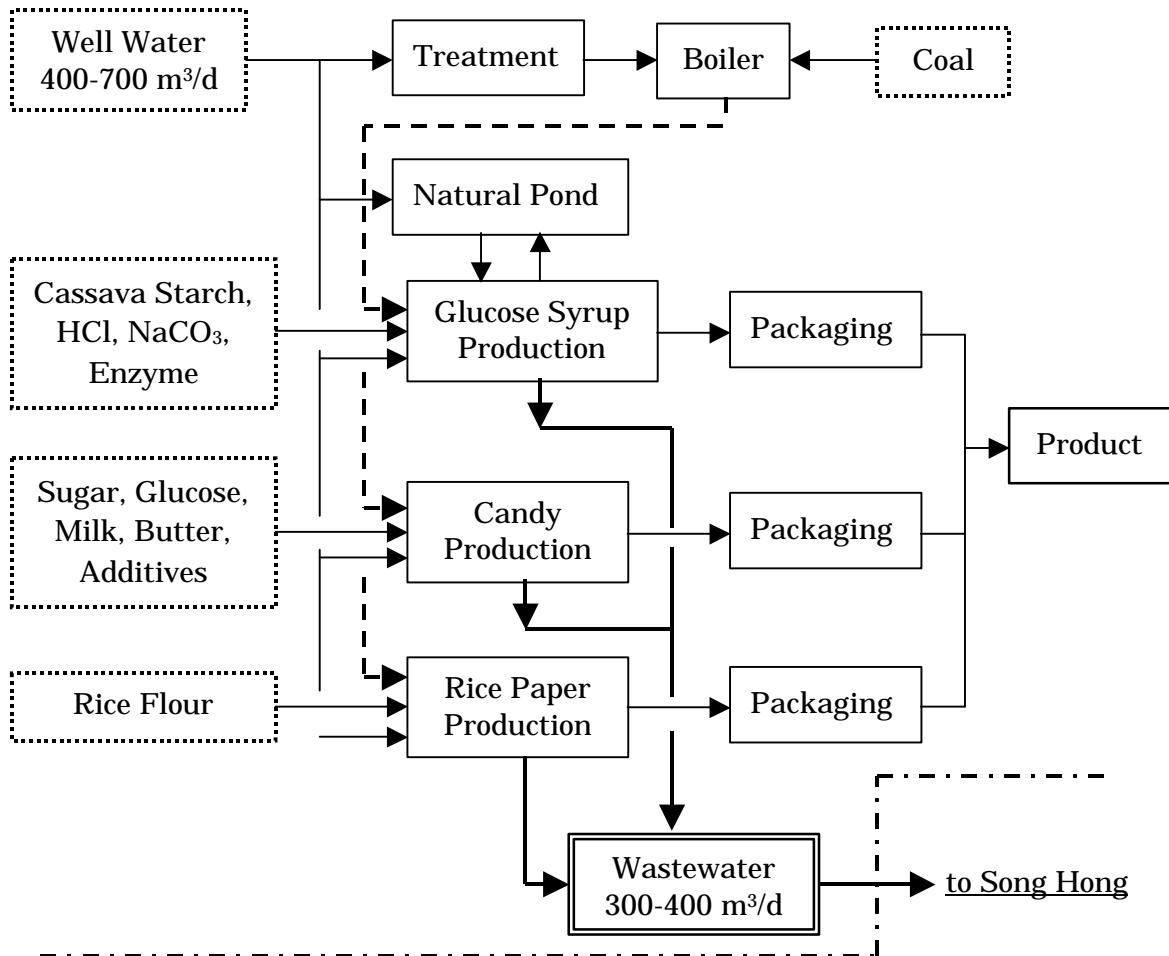 Well Water
400-700 m³/d
Treatment
Boiler
Coal
Natural Pond
Cassava Starch,
HCl, NaCO₃,
Enzyme
Glucose Syrup
Production
Packaging
Product
Sugar, Glucose,
Milk, Butter,
Additives
Candy
Production
Packaging
Rice Flour
Rice Paper
Production
Packaging
Wastewater
300-400 m³/d
to Song Hong